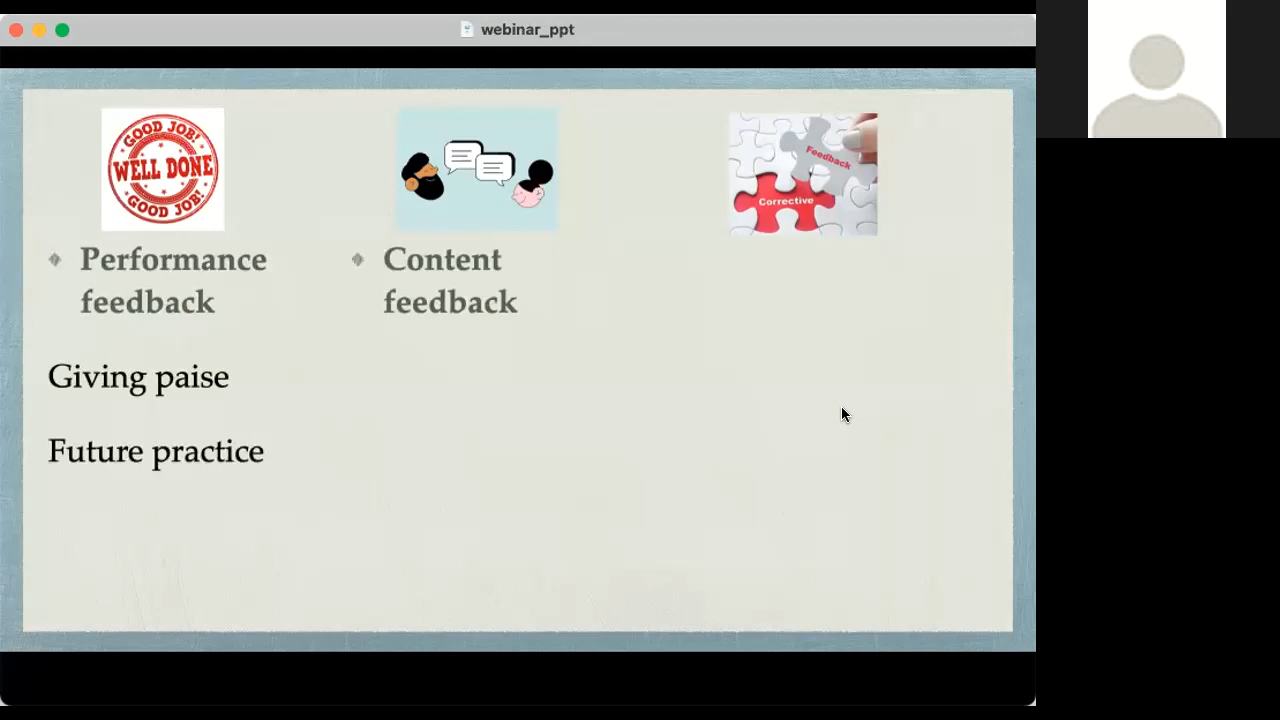 webinar_ppt
GOOD JOB!
WELL DONE
GOOD JOB!
Feedback
Corrective
Performance
feedback
Content
feedback
Giving paise
Future practice